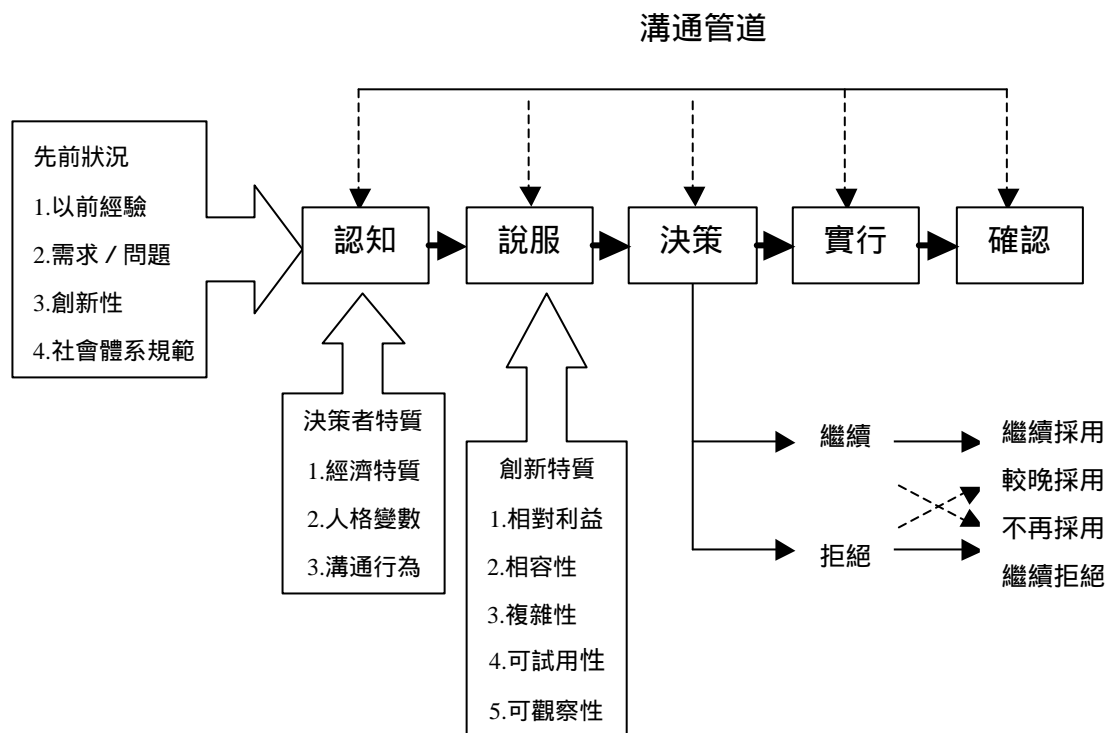 溝通管道
先前狀況
1.以前經驗
2.需求／問題
3.創新性
4.社會體系規範
認知
說服
決策
實行
確認
決策者特質
1.經濟特質
2.人格變數
3.溝通行為
創新特質
1.相對利益
2.相容性
3.複雜性
4.可試用性
5.可觀察性
繼續
拒絕
繼續採用
較晚採用
不再採用
繼續拒絕